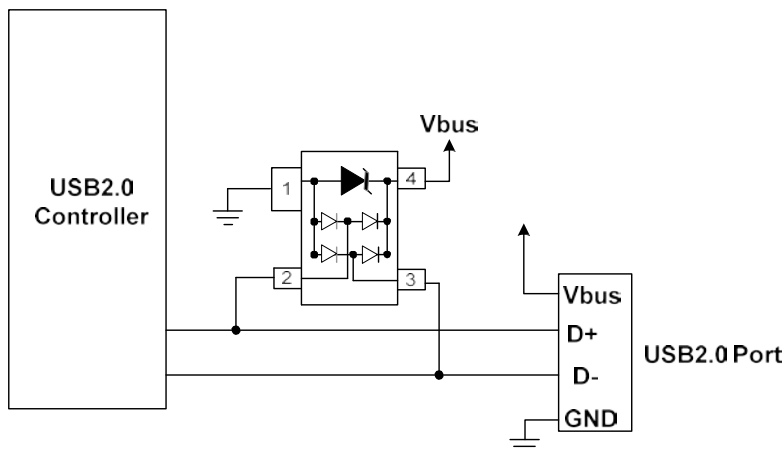 Vbus
USB2.0
Controller
1
4
2
3
Vbus
D+
USB2.0 Port
D-
GND